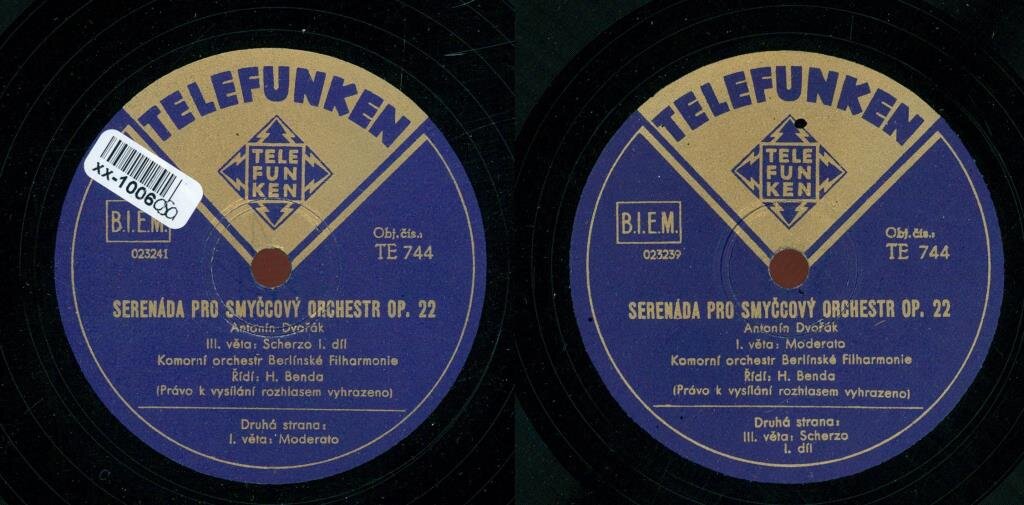 TELEFUNKEN
TELE
FUN
KEN
xx-1006
B.I.E.M.
023241
Obj.čís.:
TE 744
SERENÁDA PRO SMYČCOVÝ ORCHESTR OP. 22
Antonín Dvořák
III. věta: Scherzo I. díl
Komorní orchestr Berlínské Filharmonie
Řídí: H. Benda
(Právo k vysílání rozhlasem vyhrazeno)
Druhá strana:
I. věta: Moderato
TELEFUNKEN
TELE
FUN
KEN
B.I.E.M.
023239
Obj.čís.:
TE 744
SERENÁDA PRO SMYČCOVÝ ORCHESTR OP. 22
Antonín Dvořák
I. věta: Moderato
Komorní orchestr Berlínské Filharmonie
Řídí: H. Benda
(Právo k vysílání rozhlasem vyhrazeno)
Druhá strana:
III. věta: Scherzo
I. díl